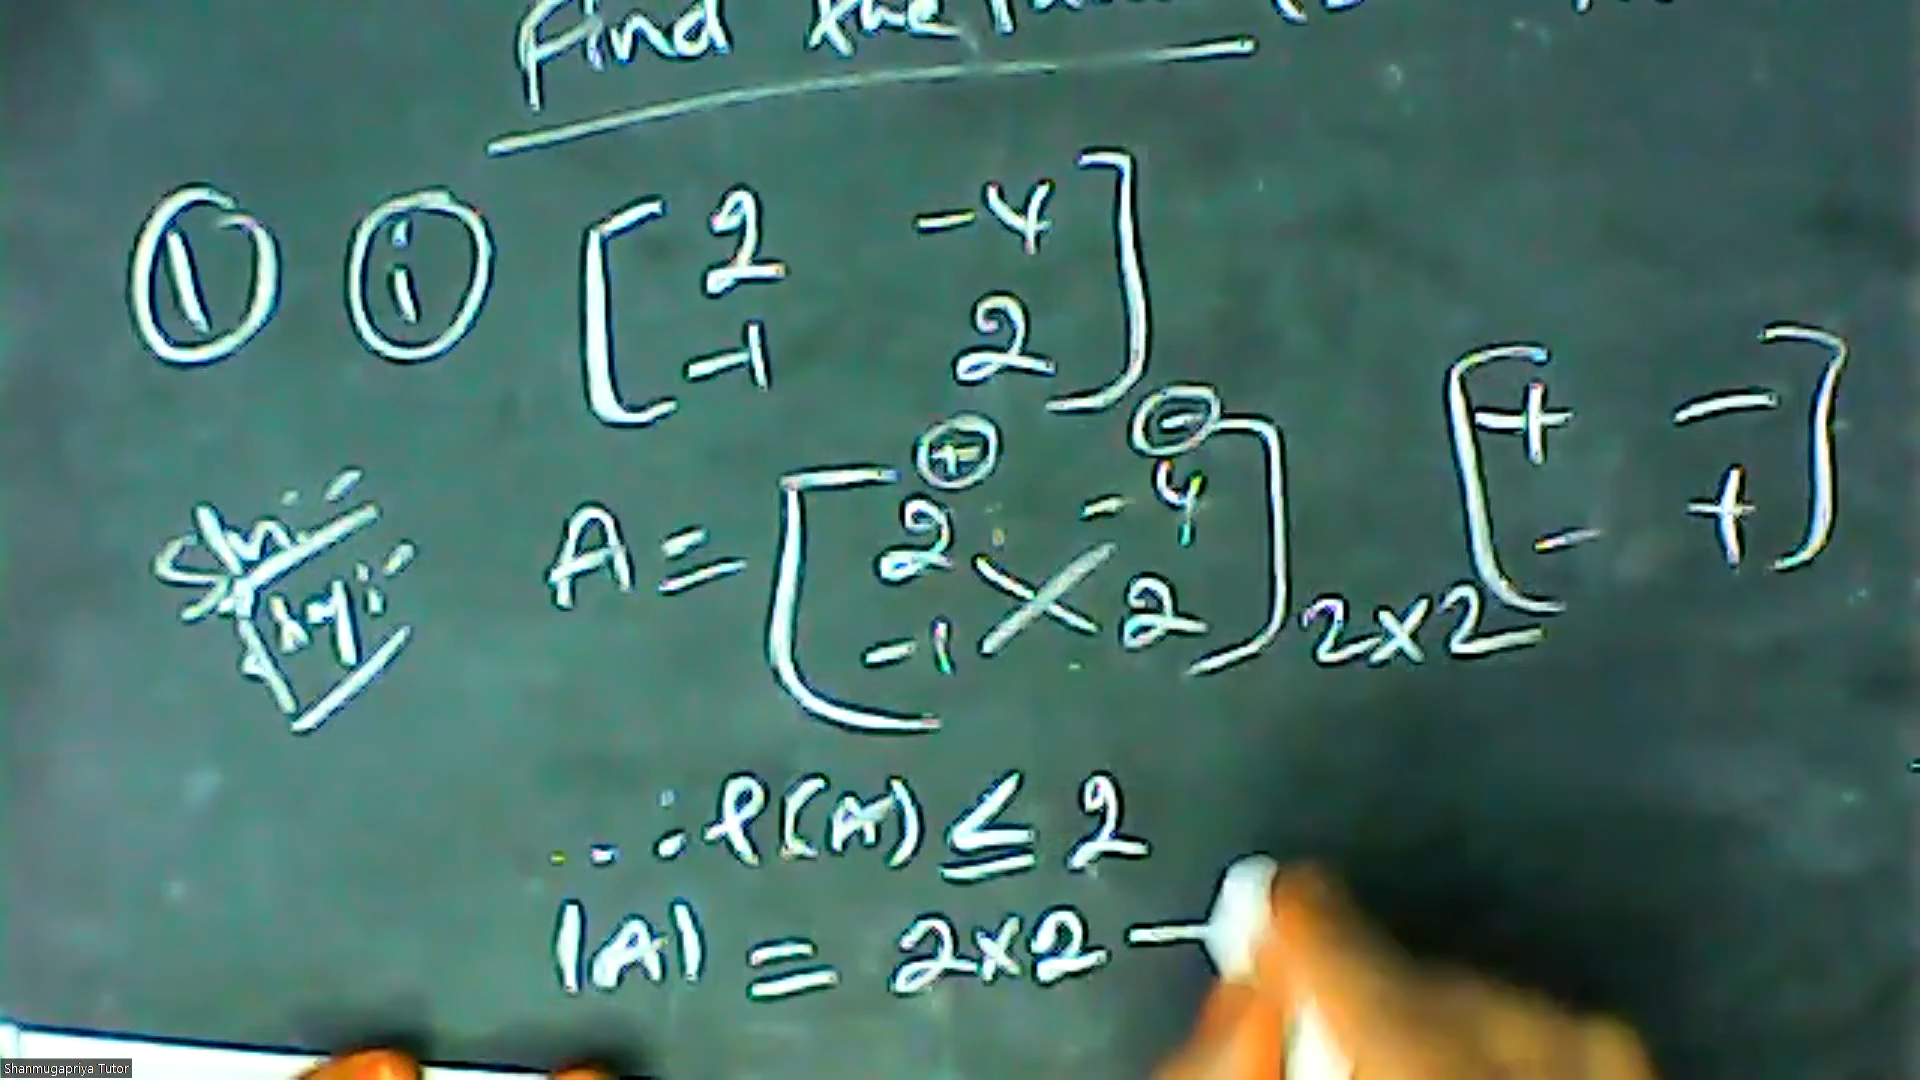 Find the
① ⓘ [ 2 -4
-1 2 ]
A = [ 2 -4
-1 2 ] 2×2
⊕ ⊖
[ + -
- + ]
∴ ρ(A) ≤ 2
|A| = 2×2 -
Shanmugapriya Tutor